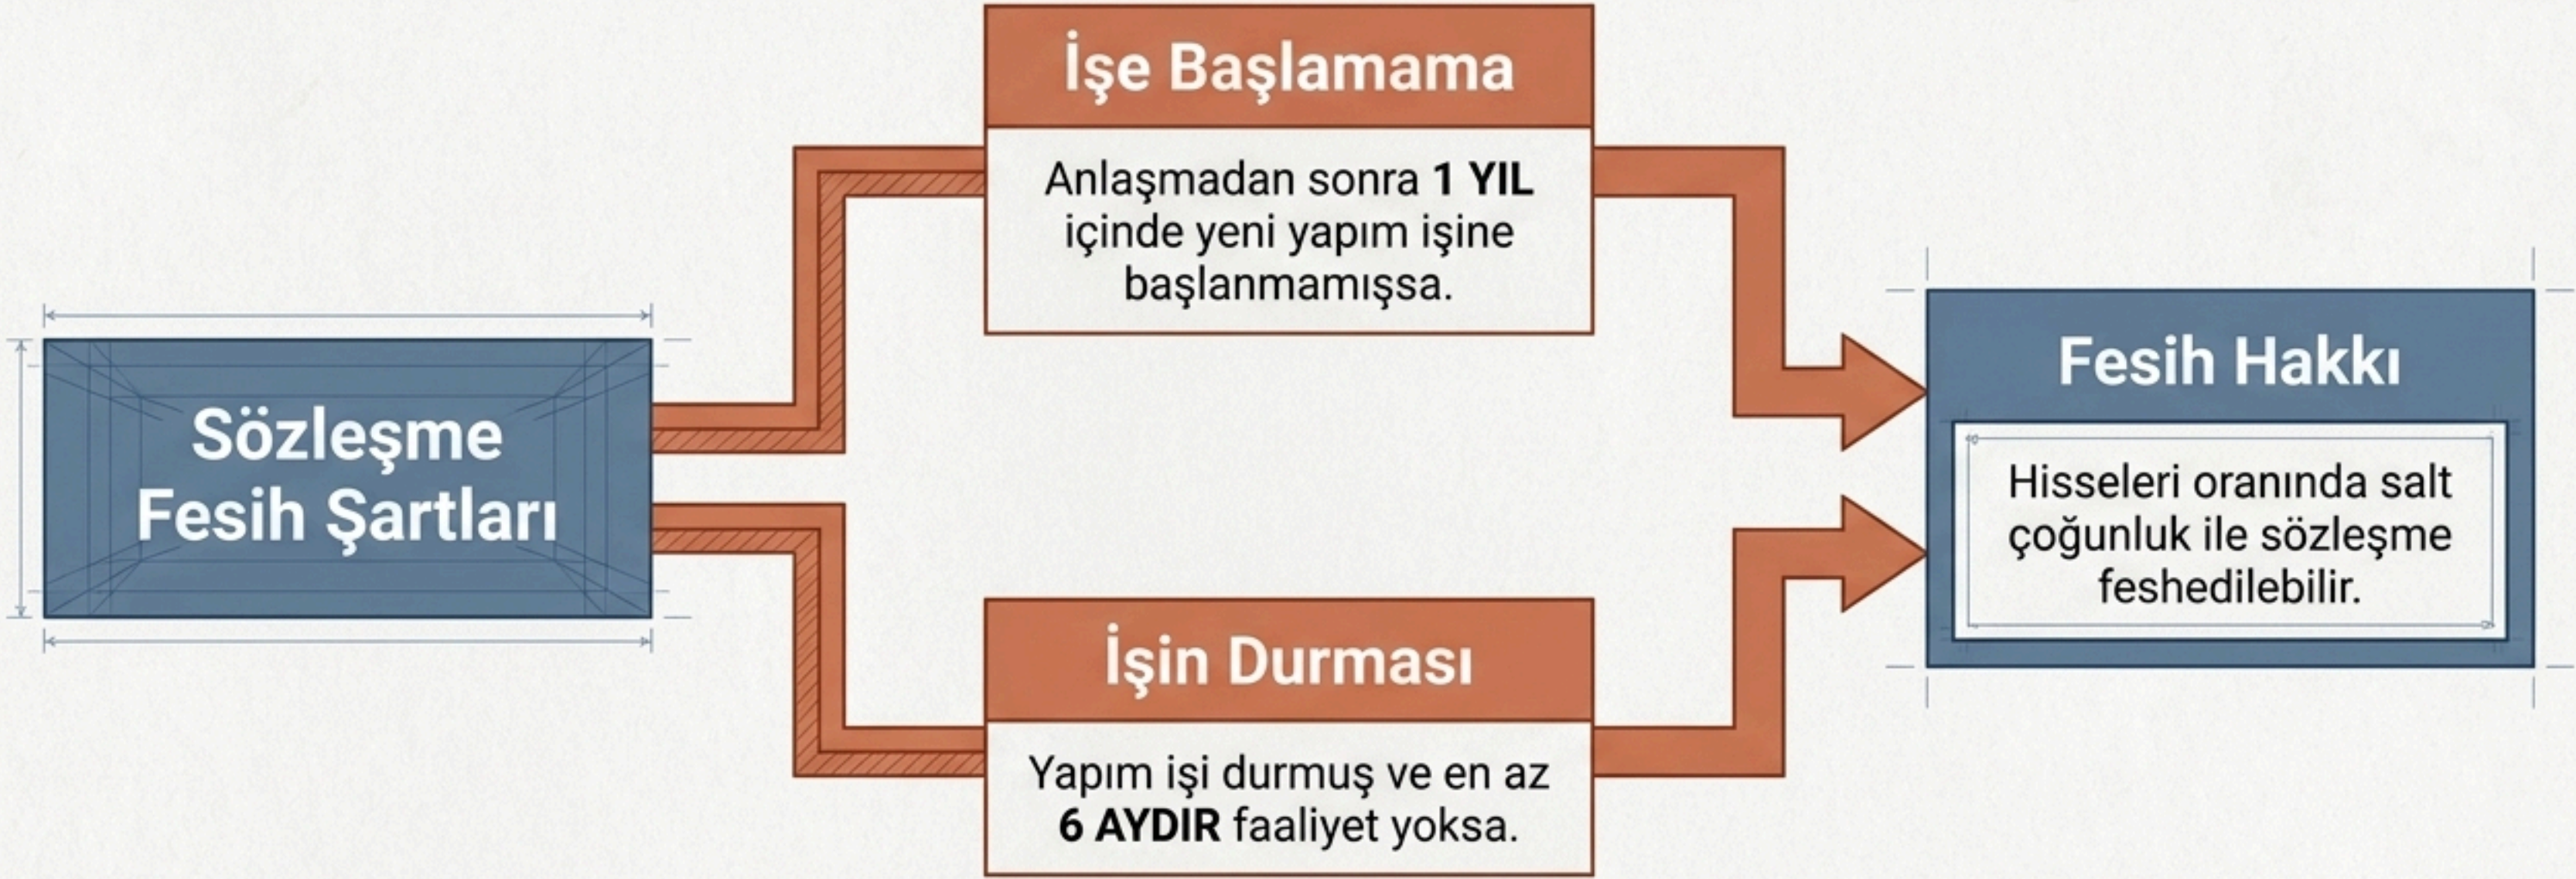 Sözleşme
Fesih Şartları
İşe Başlamama
Anlaşmadan sonra 1 YIL
içinde yeni yapım işine
başlanmamışsa.
İşin Durması
Yapım işi durmuş ve en az
6 AYDIR faaliyet yoksa.
Fesih Hakkı
Hisseleri oranında salt
çoğunluk ile sözleşme
feshedilebilir.